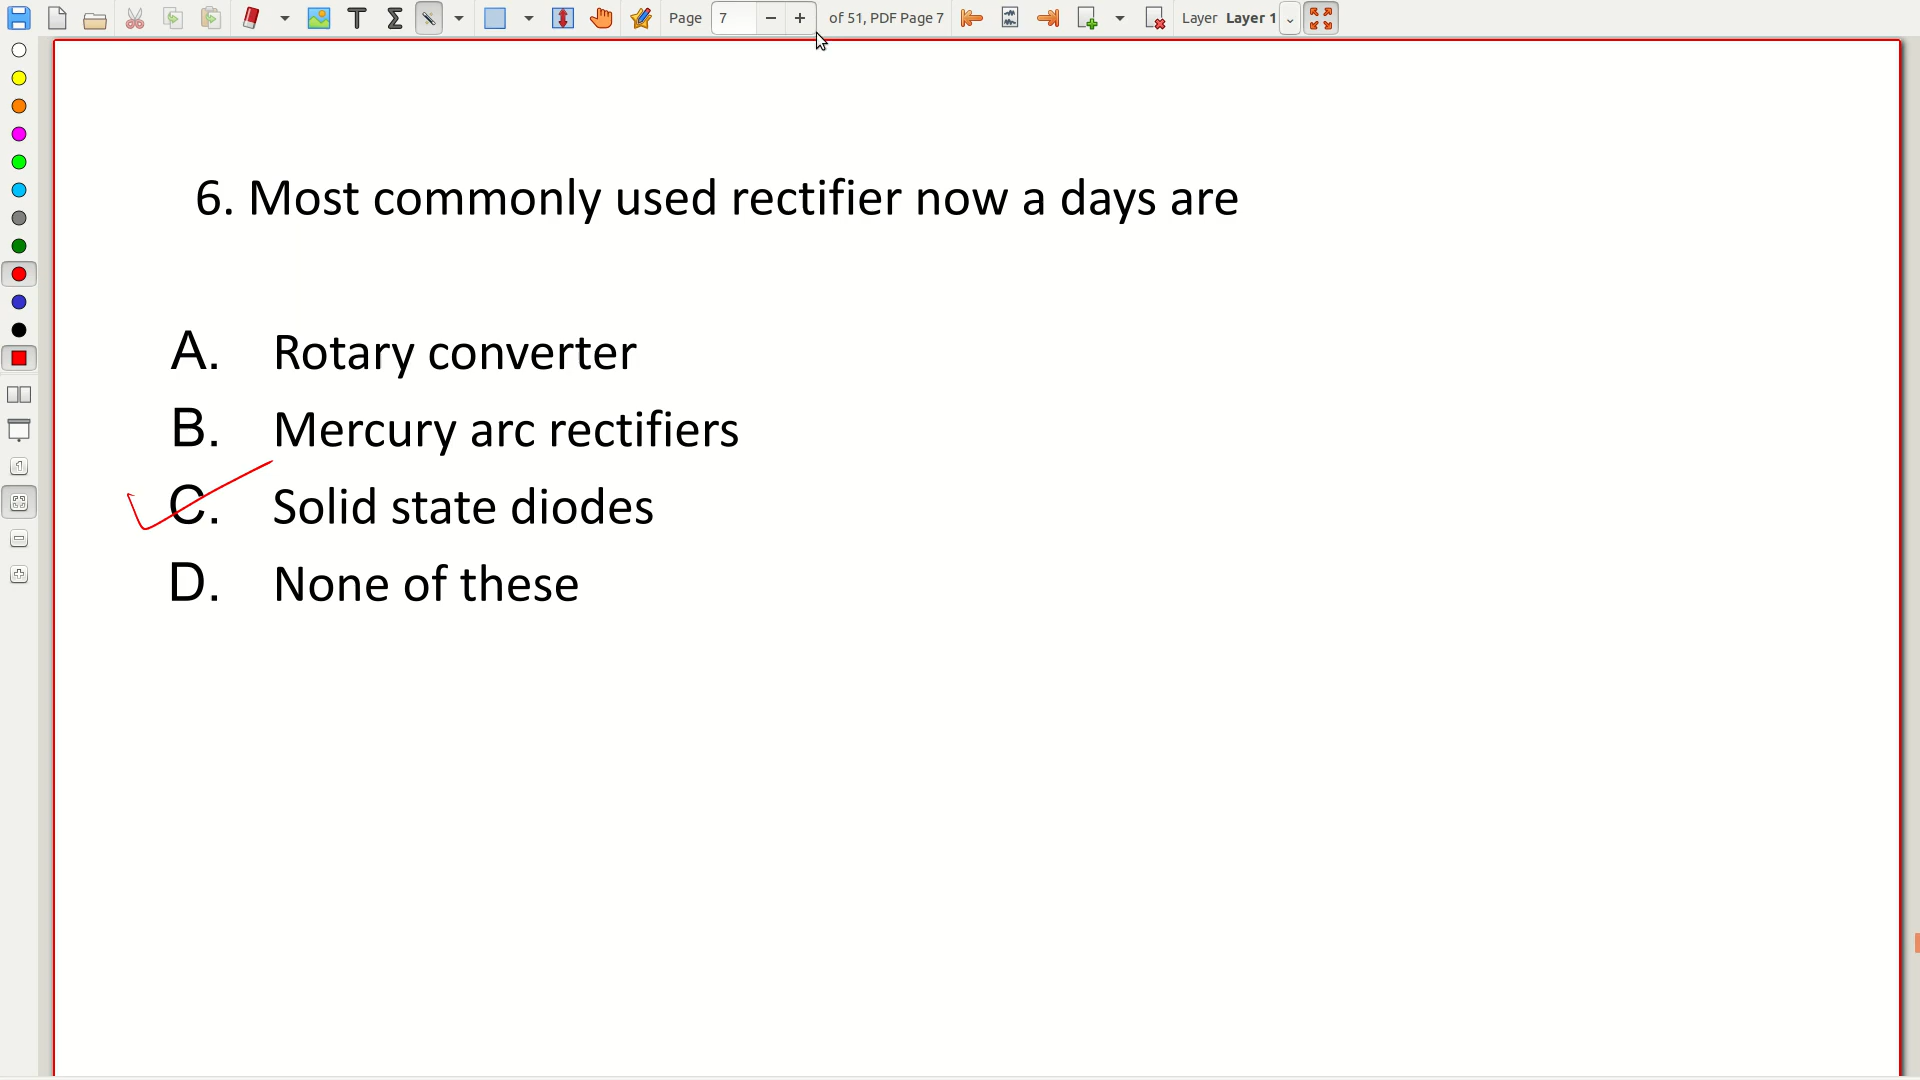 Page 7 of 51, PDF Page 7 Layer Layer 1
6. Most commonly used rectifier now a days are
A. Rotary converter
B. Mercury arc rectifiers
C. Solid state diodes
D. None of these